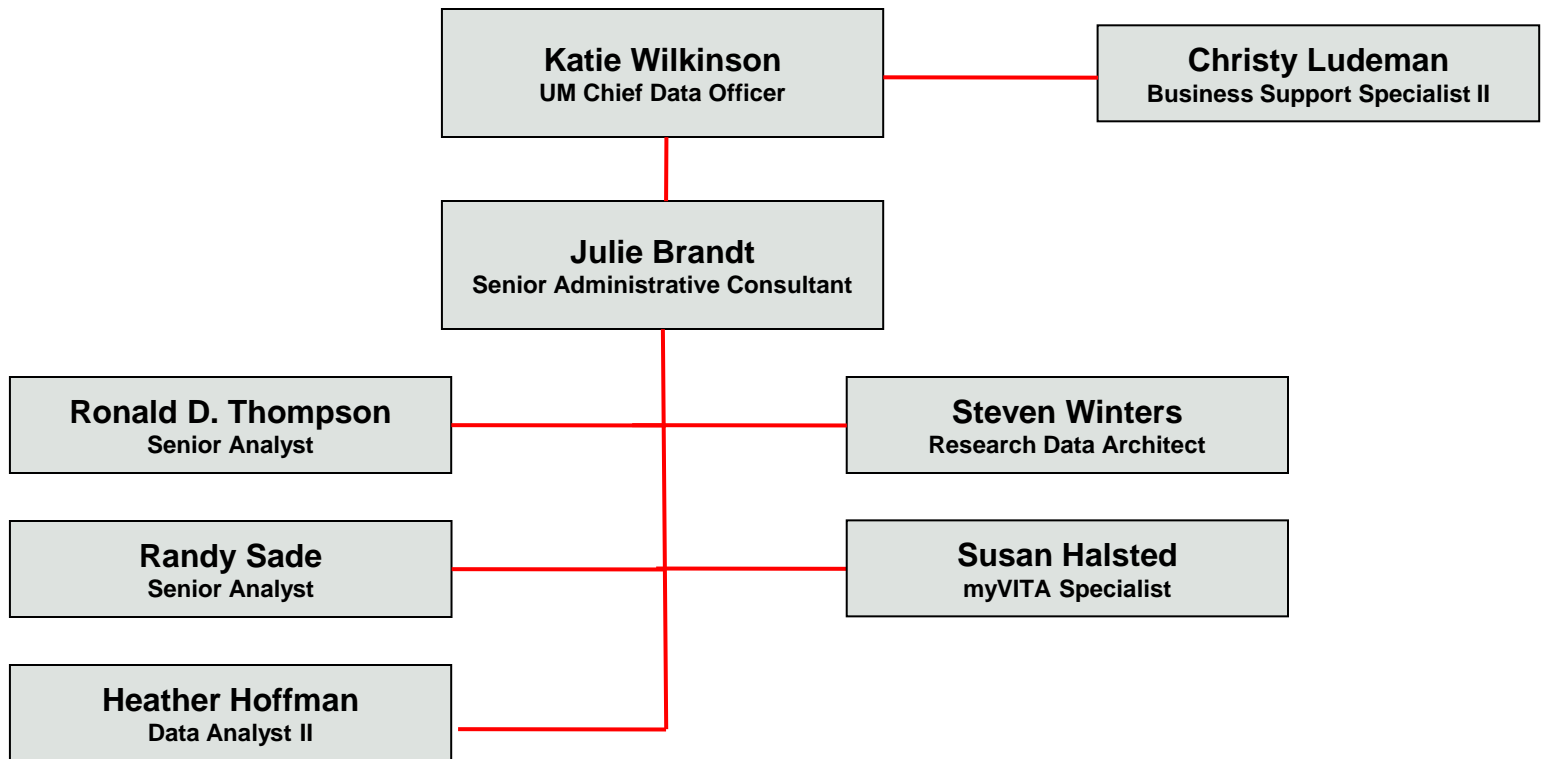 Katie Wilkinson
UM Chief Data Officer
Christy Ludeman
Business Support Specialist II
Julie Brandt
Senior Administrative Consultant
Ronald D. Thompson
Senior Analyst
Steven Winters
Research Data Architect
Randy Sade
Senior Analyst
Susan Halsted
myVITA Specialist
Heather Hoffman
Data Analyst II